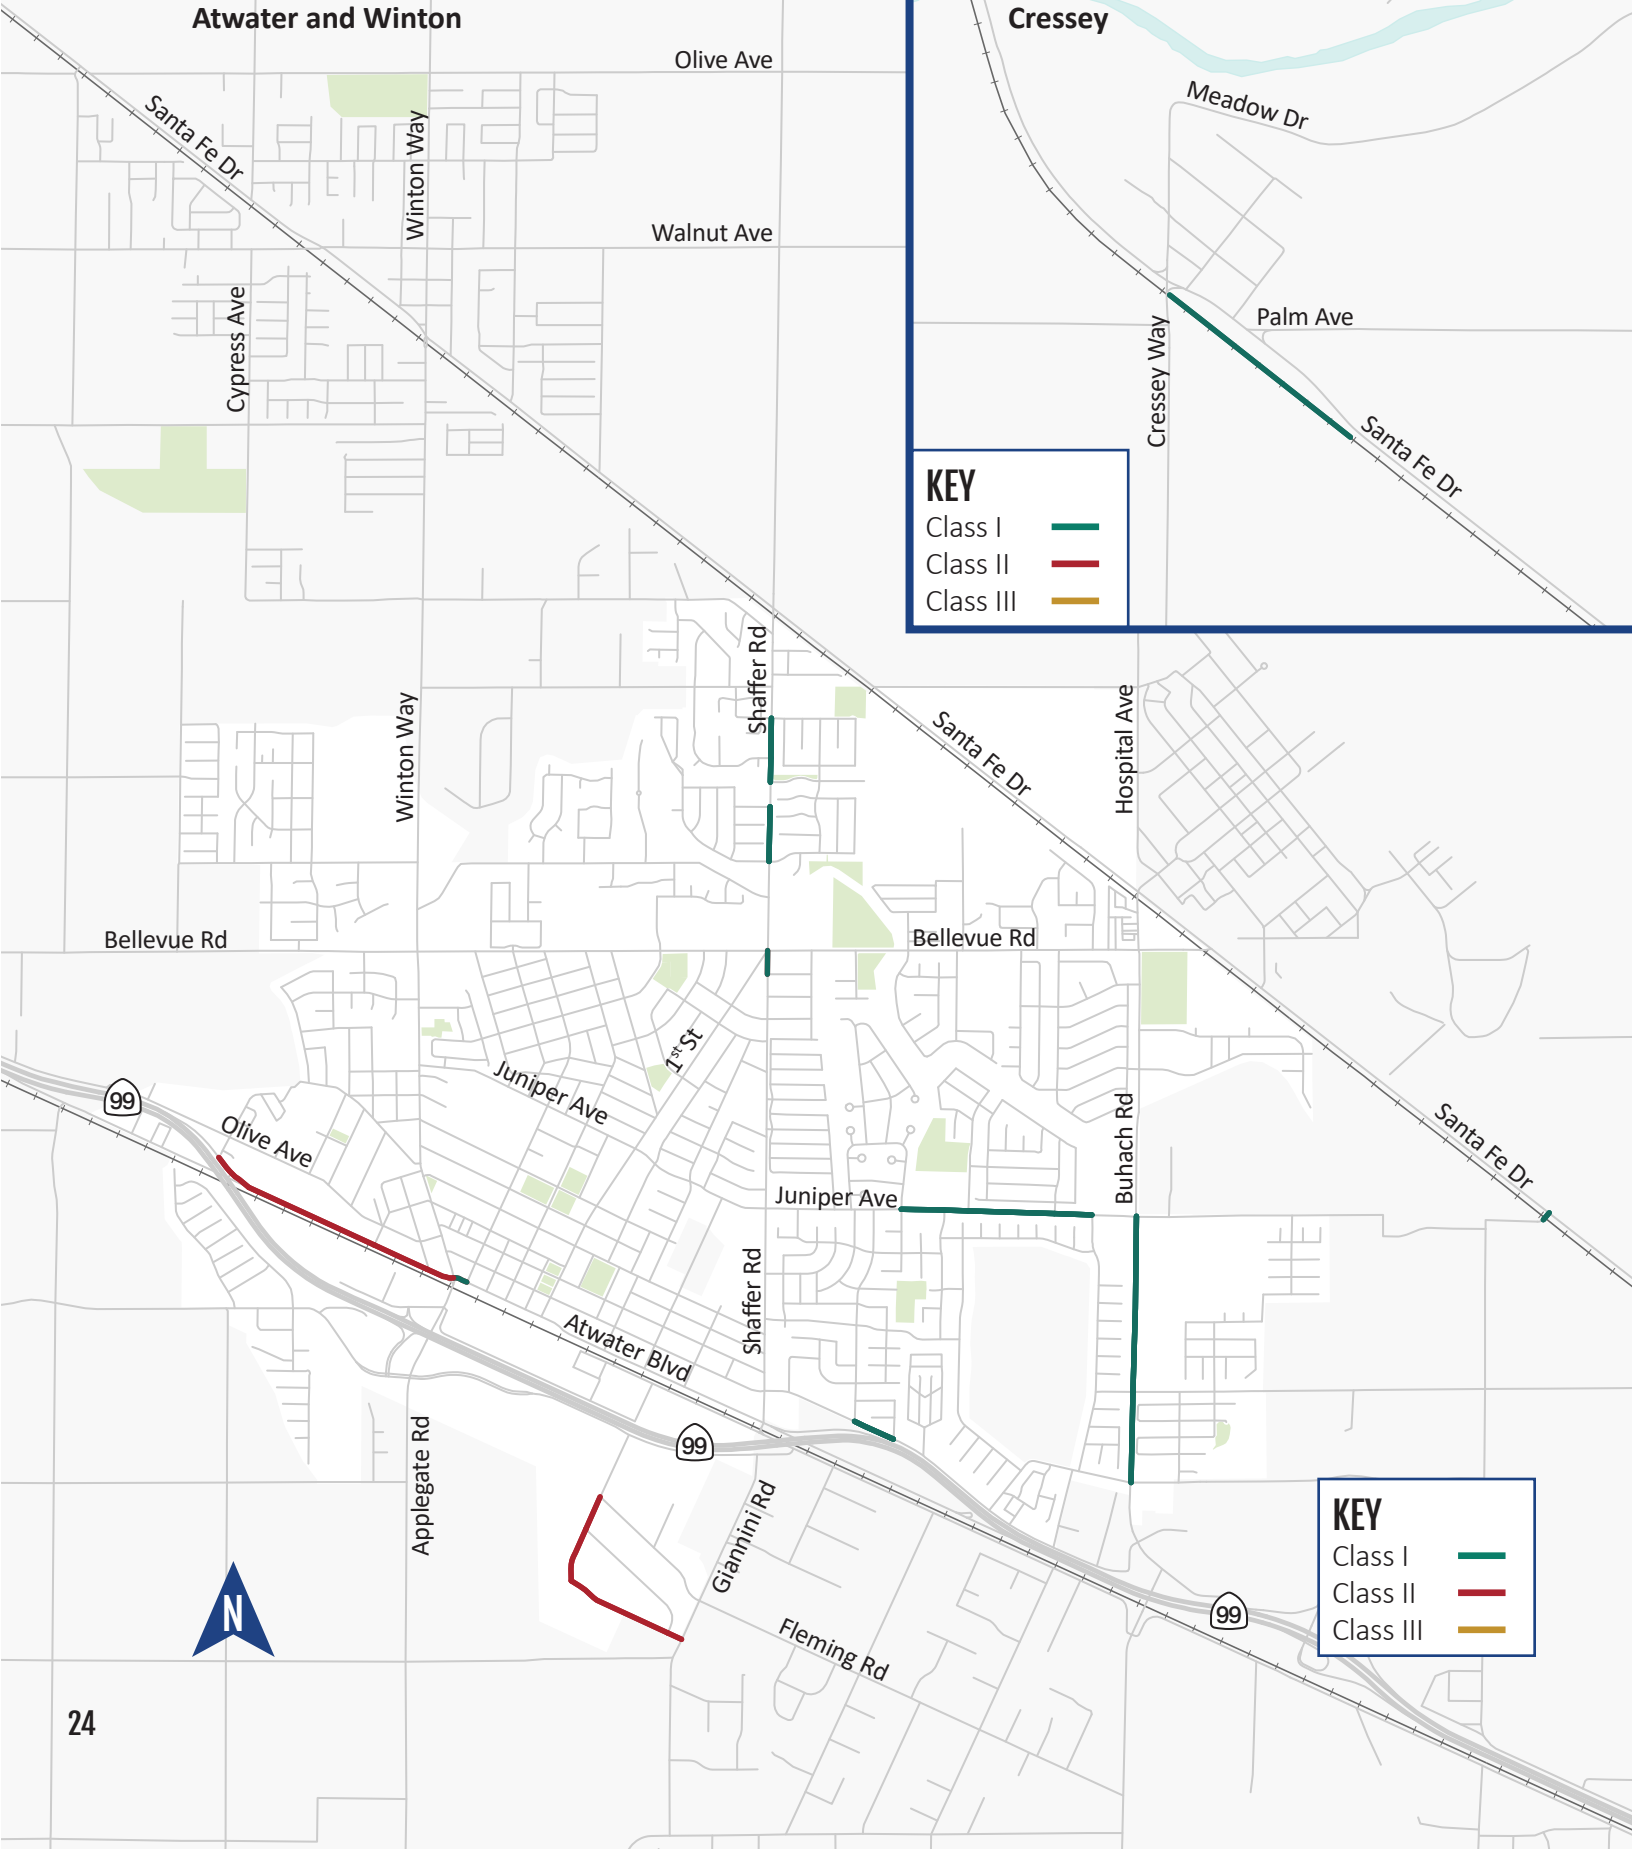 Atwater and Winton
Cressey
Olive Ave
Meadow Dr
Santa Fe Dr
Winton Way
Walnut Ave
Cypress Ave
Palm Ave
Cressey Way
Santa Fe Dr
KEY
Class I
Class II
Class III
Shaffer Rd
Winton Way
Hospital Ave
Santa Fe Dr
Bellevue Rd
Bellevue Rd
1st St
Juniper Ave
99
Olive Ave
Buhach Rd
Santa Fe Dr
Juniper Ave
Shaffer Rd
Atwater Blvd
99
Applegate Rd
Giannini Rd
KEY
Class I
Class II
Class III
99
N
Fleming Rd
24